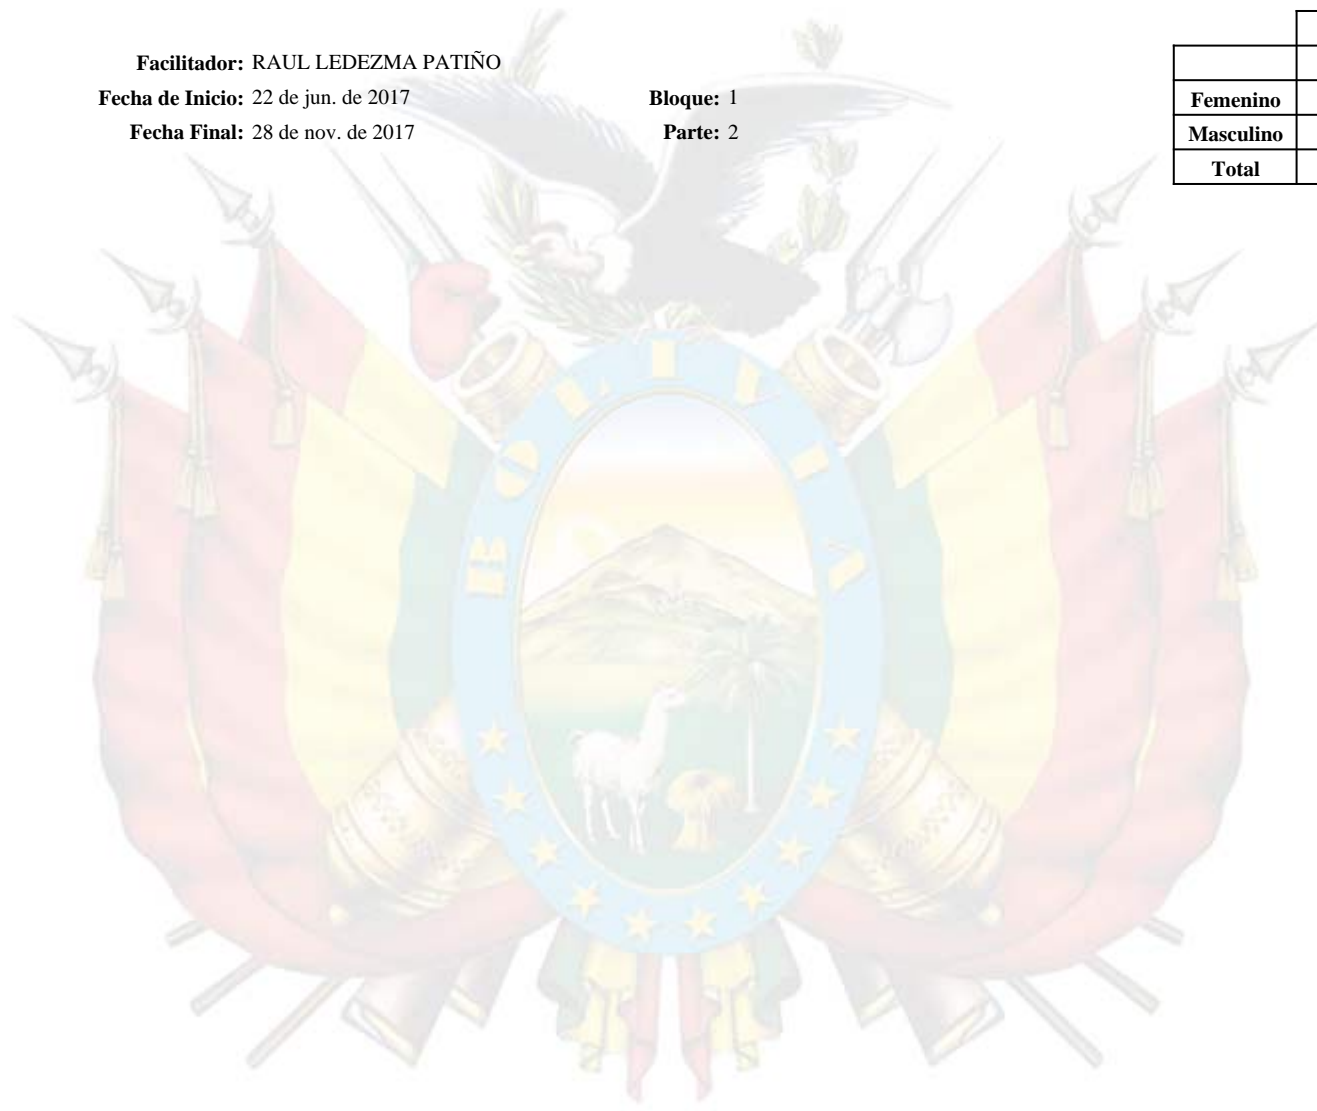 Facilitador: RAUL LEDEZMA PATIÑO
Fecha de Inicio: 22 de jun. de 2017 Bloque: 1
Fecha Final: 28 de nov. de 2017 Parte: 2
Femenino
Masculino
Total
BOLIVIA